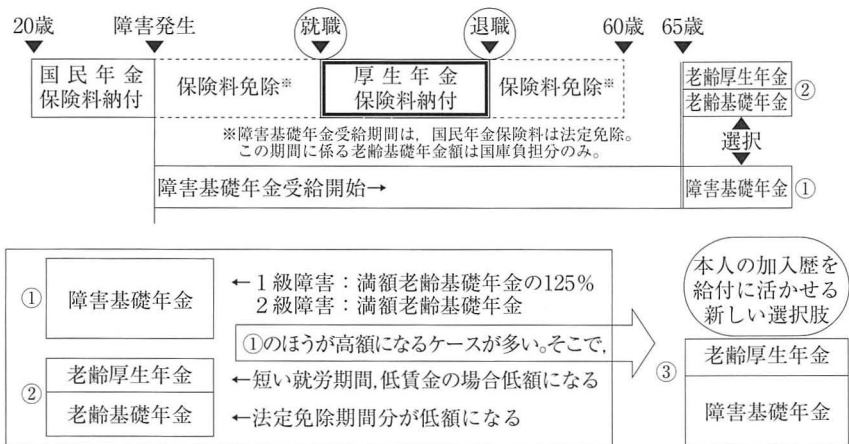 20歳 障害発生 就職 退職 60歳 65歳
国民年金
保険料納付
保険料免除※
厚生年金
保険料納付
保険料免除※
老齢厚生年金
老齢基礎年金
②
※障害基礎年金受給期間は，国民年金保険料は法定免除。
この期間に係る老齢基礎年金額は国庫負担分のみ。
選択
障害基礎年金受給開始→
障害基礎年金
①
①
障害基礎年金
←1級障害：満額老齢基礎年金の125%
2級障害：満額老齢基礎年金
①のほうが高額になるケースが多い。そこで，
②
老齢厚生年金
←短い就労期間，低賃金の場合低額になる
老齢基礎年金
←法定免除期間分が低額になる
本人の加入歴を
給付に活かせる
新しい選択肢
③
老齢厚生年金
障害基礎年金